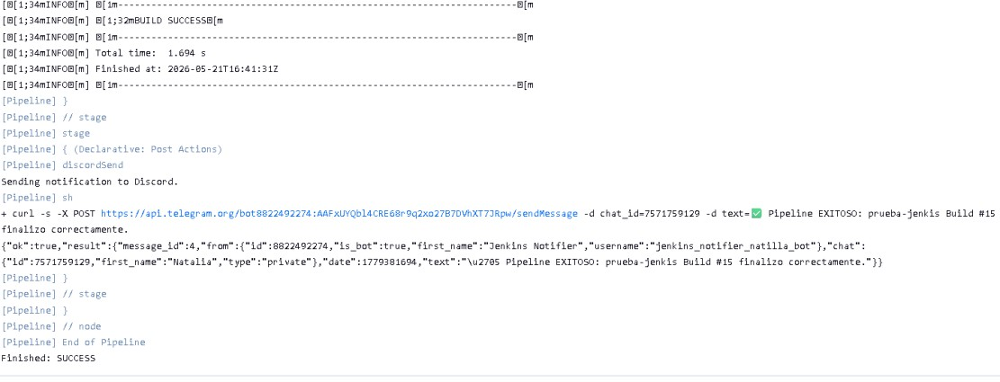 [[1;34mINFO[m] [1m------------------------------------------------------------------------[m
[[1;34mINFO[m] [1;32mBUILD SUCCESS[m
[[1;34mINFO[m] [1m------------------------------------------------------------------------[m
[[1;34mINFO[m] Total time:  1.694 s
[[1;34mINFO[m] Finished at: 2026-05-21T16:41:31Z
[[1;34mINFO[m] [1m------------------------------------------------------------------------[m
[Pipeline] }
[Pipeline] // stage
[Pipeline] stage
[Pipeline] { (Declarative: Post Actions)
[Pipeline] discordSend
Sending notification to Discord.
[Pipeline] sh
+ curl -s -X POST https://api.telegram.org/bot8822492274:AAFxUYQbl4CRE68r9q2xo27B7DVhXT7JRpw/sendMessage -d chat_id=7571759129 -d text=✅ Pipeline EXITOSO: prueba-jenkis Build #15
finalizo correctamente.
{"ok":true,"result":{"message_id":4,"from":{"id":8822492274,"is_bot":true,"first_name":"Jenkins Notifier","username":"jenkins_notifier_natilla_bot"},"chat":
{"id":7571759129,"first_name":"Natalia","type":"private"},"date":1779381694,"text":"\u2705 Pipeline EXITOSO: prueba-jenkis Build #15 finalizo correctamente."}}
[Pipeline] }
[Pipeline] // stage
[Pipeline] }
[Pipeline] // node
[Pipeline] End of Pipeline
Finished: SUCCESS